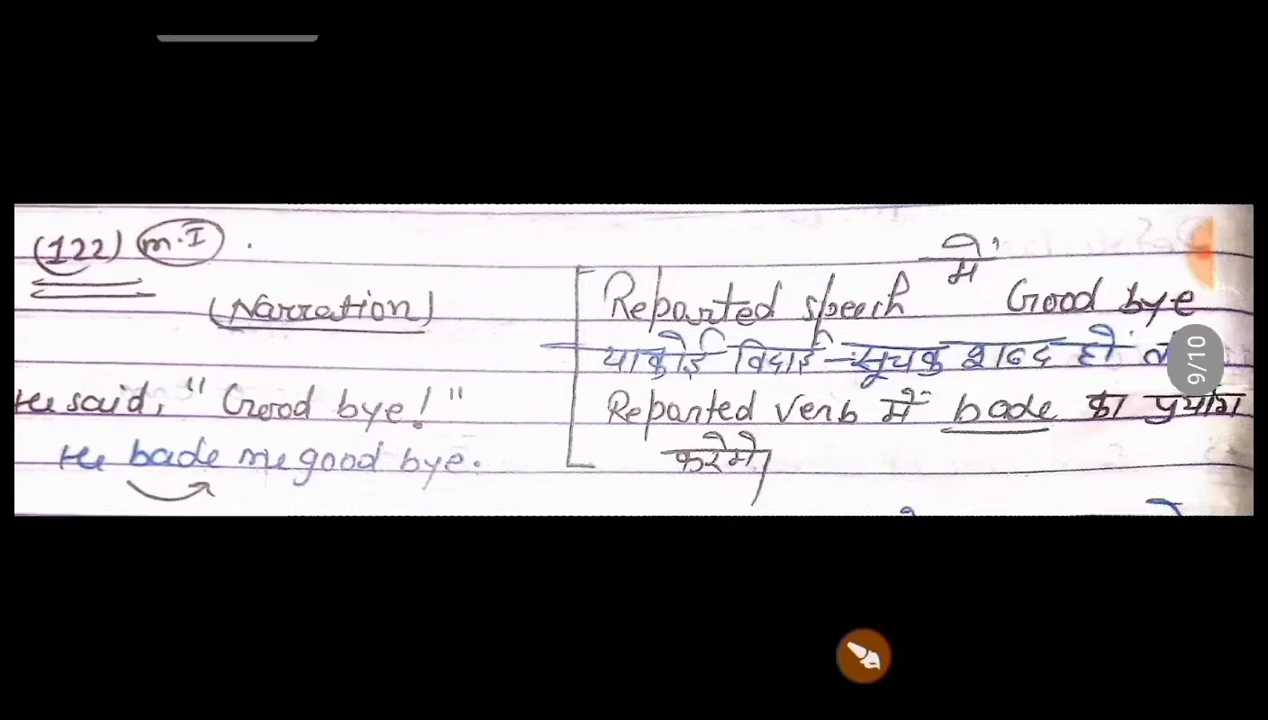 (122) m.I .
(Narration)
He said, "Good bye!"
He bade me good bye.
Reported speech में Good bye
या कोई विदाई-सूचक शब्द हो
Reported verb में bade का प्रयोग
करेगे।
9/10